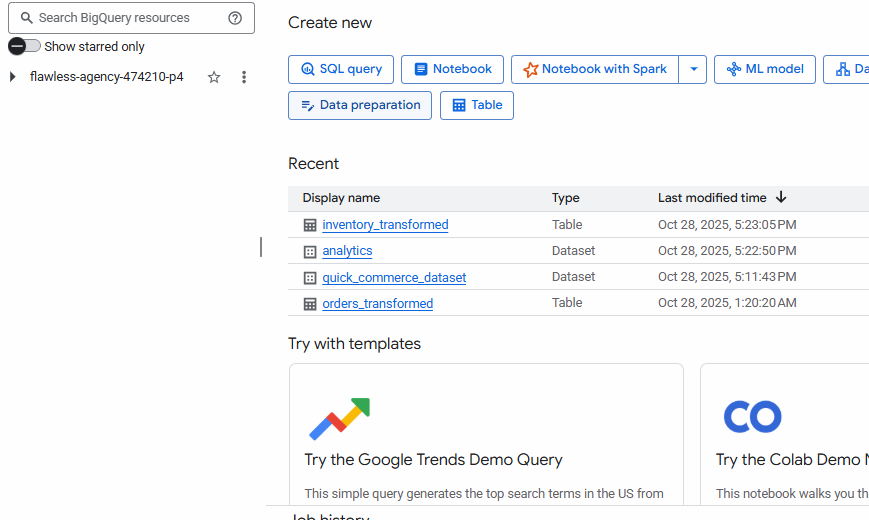 Search BigQuery resources
Show starred only
flawless-agency-474210-p4
Create new
SQL query
Notebook
Notebook with Spark
ML model
Da
Data preparation
Table
Recent
Display name Type Last modified time
inventory_transformed Table Oct 28, 2025, 5:23:05 PM
analytics Dataset Oct 28, 2025, 5:22:50 PM
quick_commerce_dataset Dataset Oct 28, 2025, 5:11:43 PM
orders_transformed Table Oct 28, 2025, 1:20:20 AM
Try with templates
Try the Google Trends Demo Query
This simple query generates the top search terms in the US from
CO
Try the Colab Demo N
This notebook walks you th
Job history